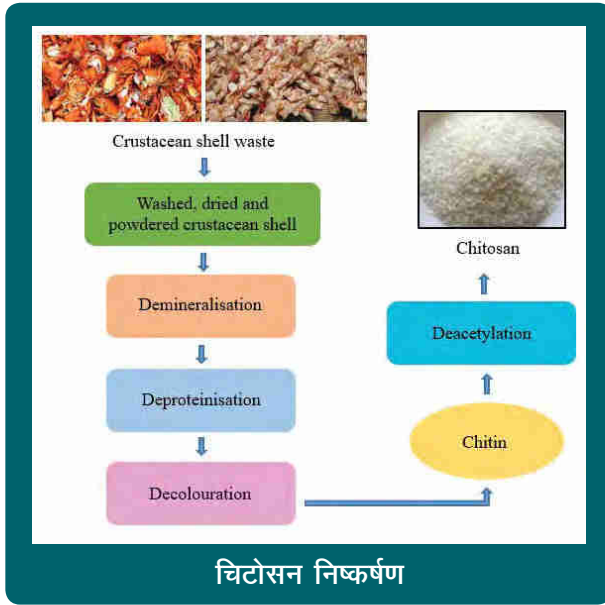 Crustacean shell waste
Washed, dried and
powdered crustacean shell
Demineralisation
Deproteinisation
Decolouration
Chitin
Deacetylation
Chitosan
चिटोसन निष्कर्षण